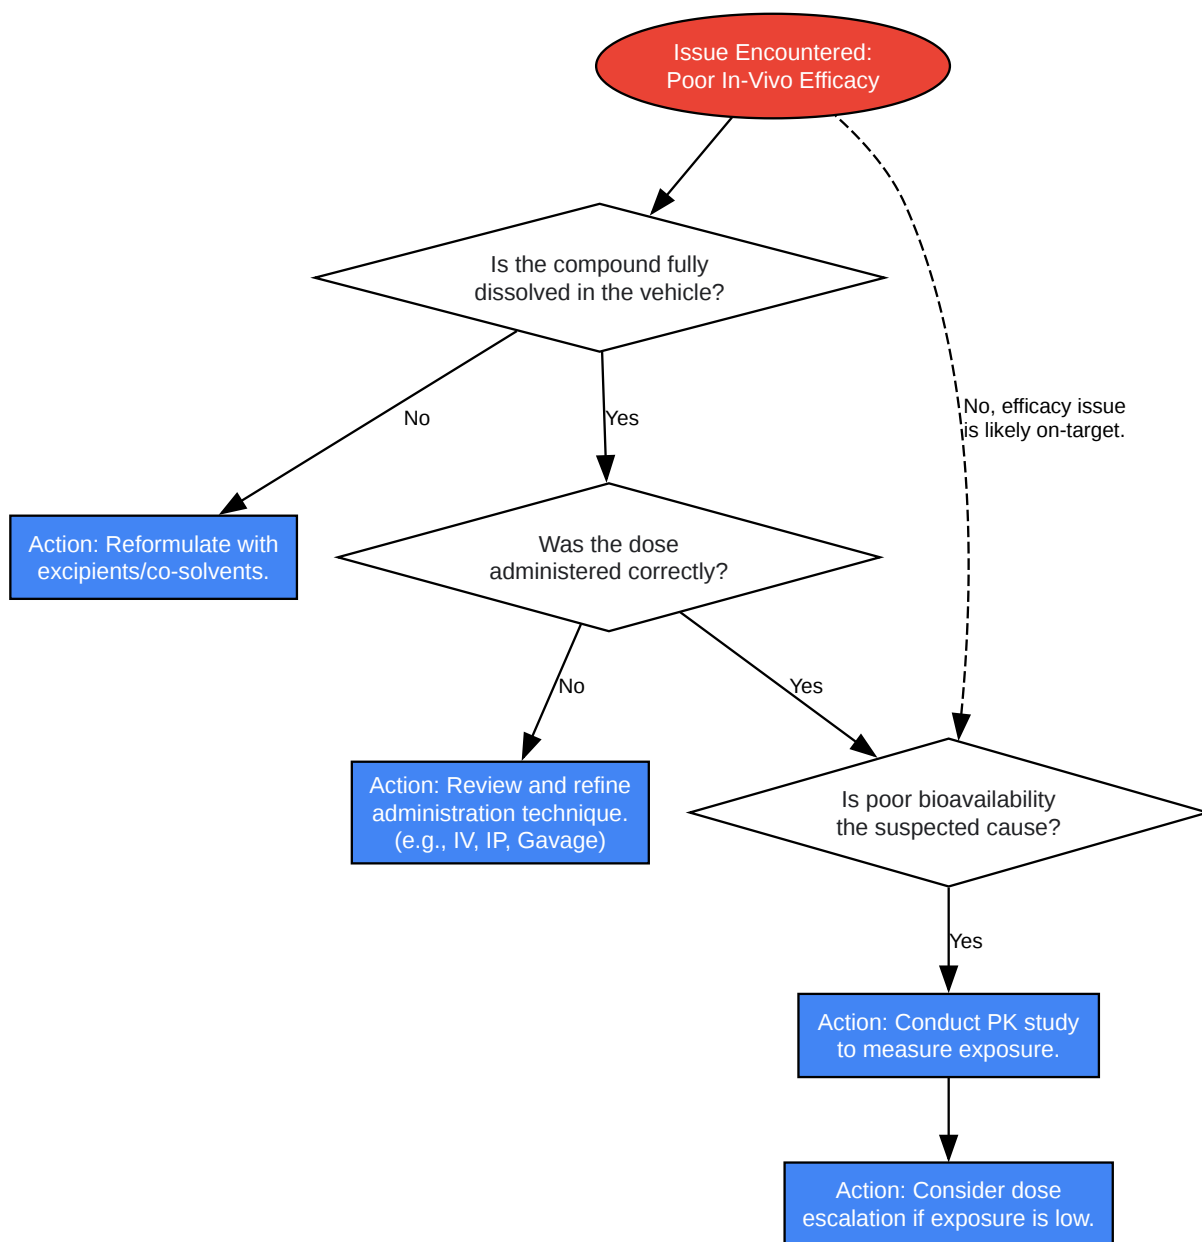 Issue Encountered:
Poor In-Vivo Efficacy
Is the compound fully
dissolved in the vehicle?
No
Yes
No, efficacy issue
is likely on-target.
Action: Reformulate with
excipients/co-solvents.
Was the dose
administered correctly?
No
Yes
Action: Review and refine
administration technique.
(e.g., IV, IP, Gavage)
Is poor bioavailability
the suspected cause?
Yes
Action: Conduct PK study
to measure exposure.
Action: Consider dose
escalation if exposure is low.